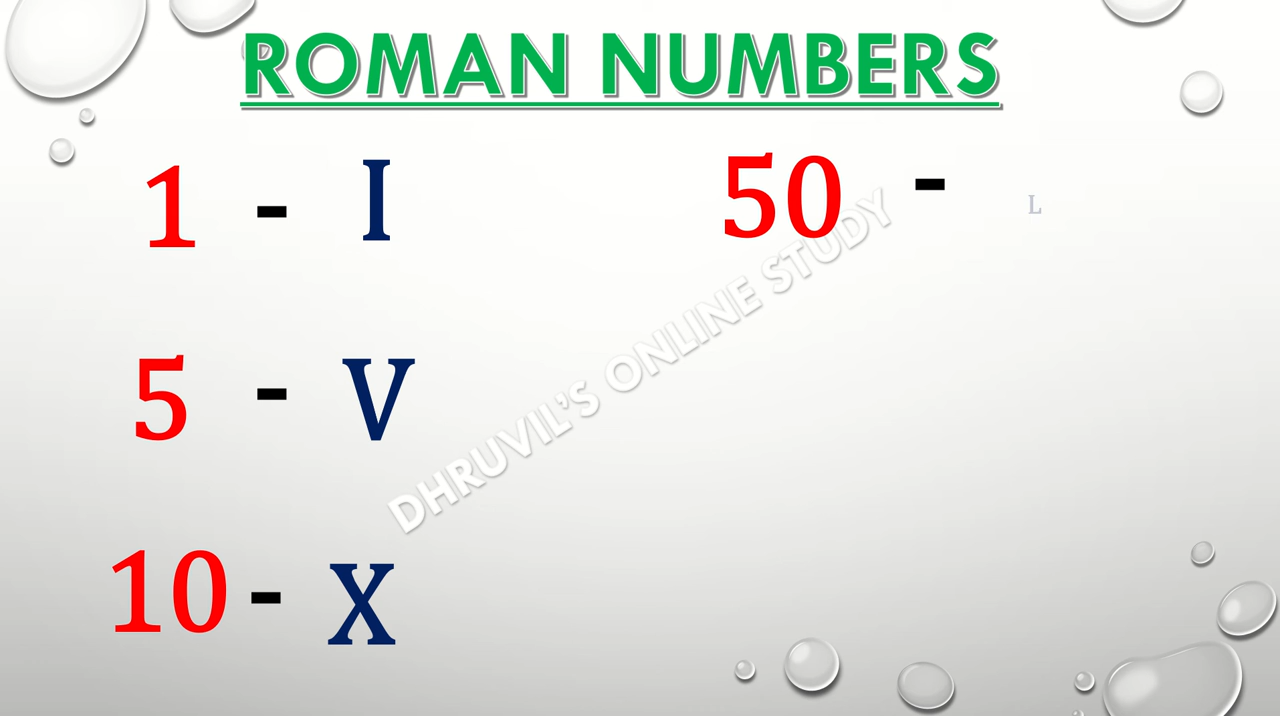 ROMAN NUMBERS
1 - I
5 - V
10 - X
50 - L
DHRUVIL'S ONLINE STUDY